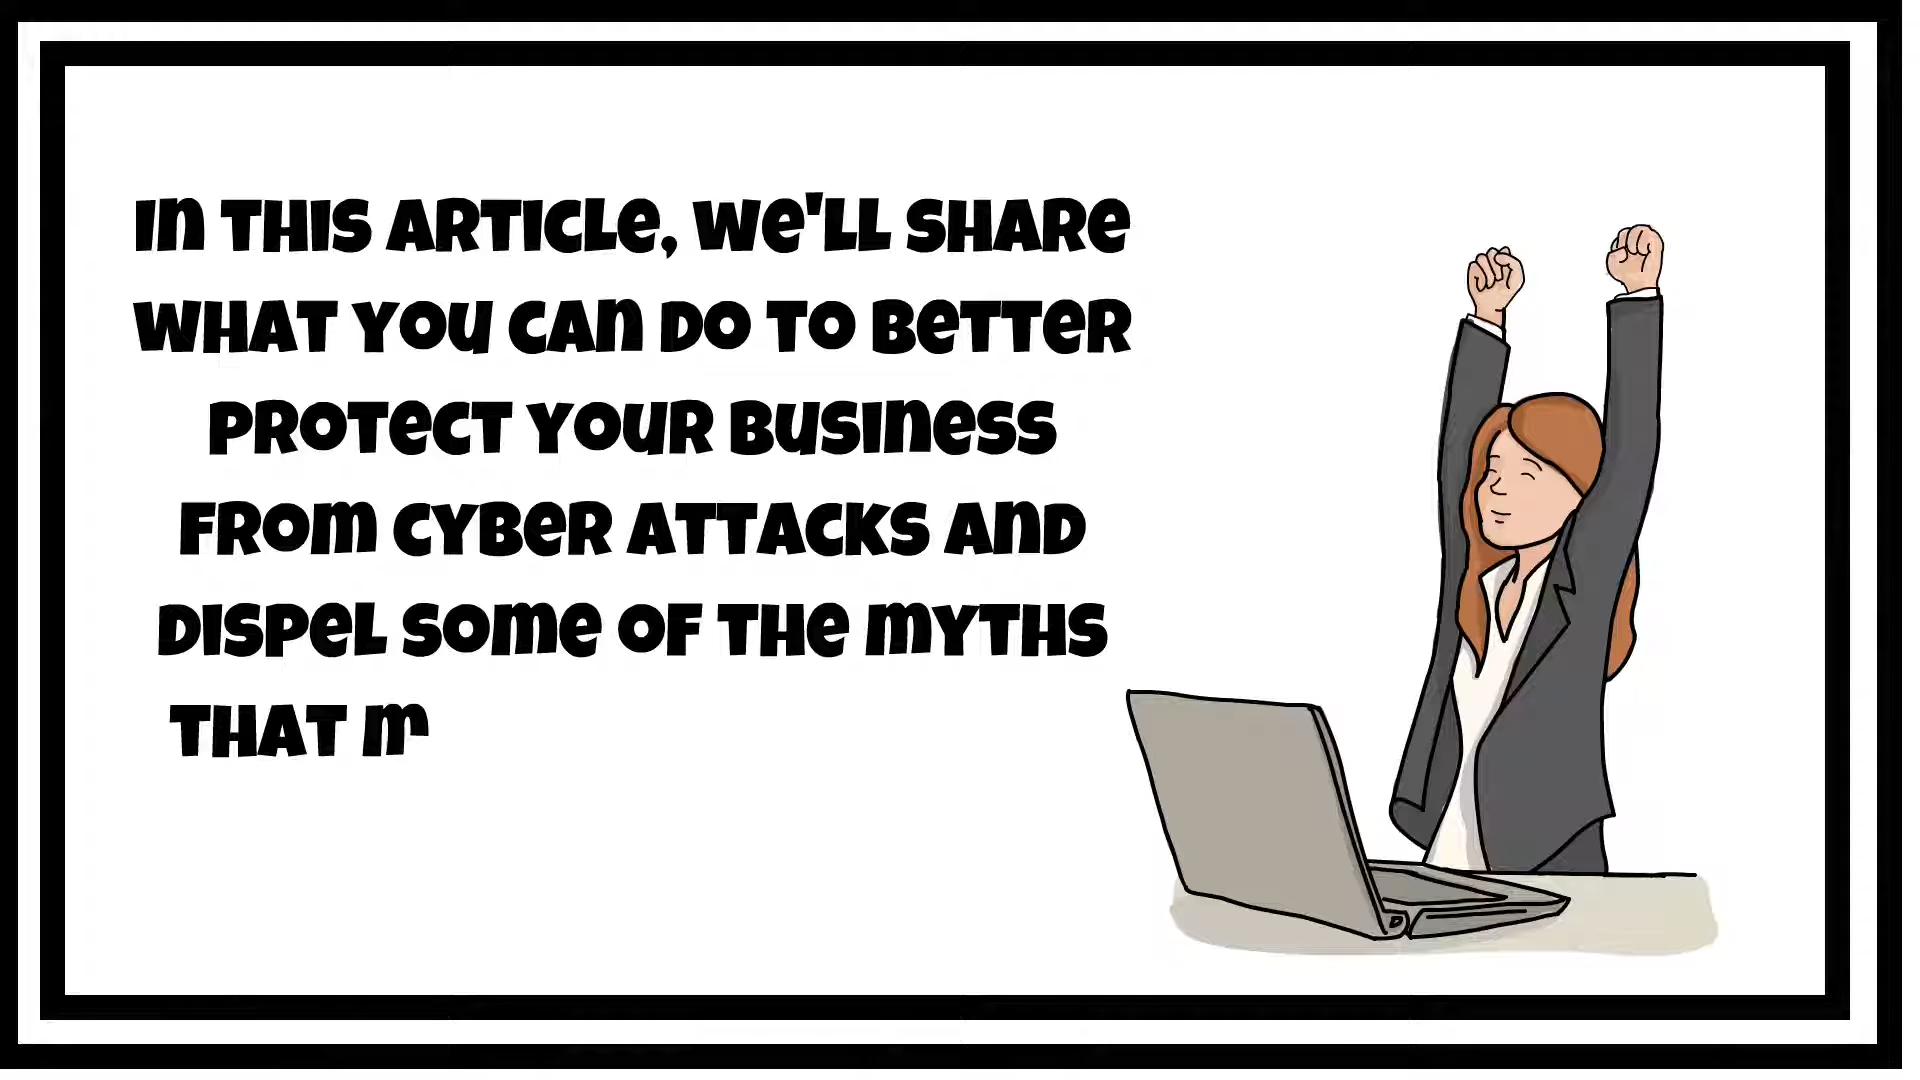 In this article, we'll share
what you can do to better
protect your business
from cyber attacks and
dispel some of the myths
that